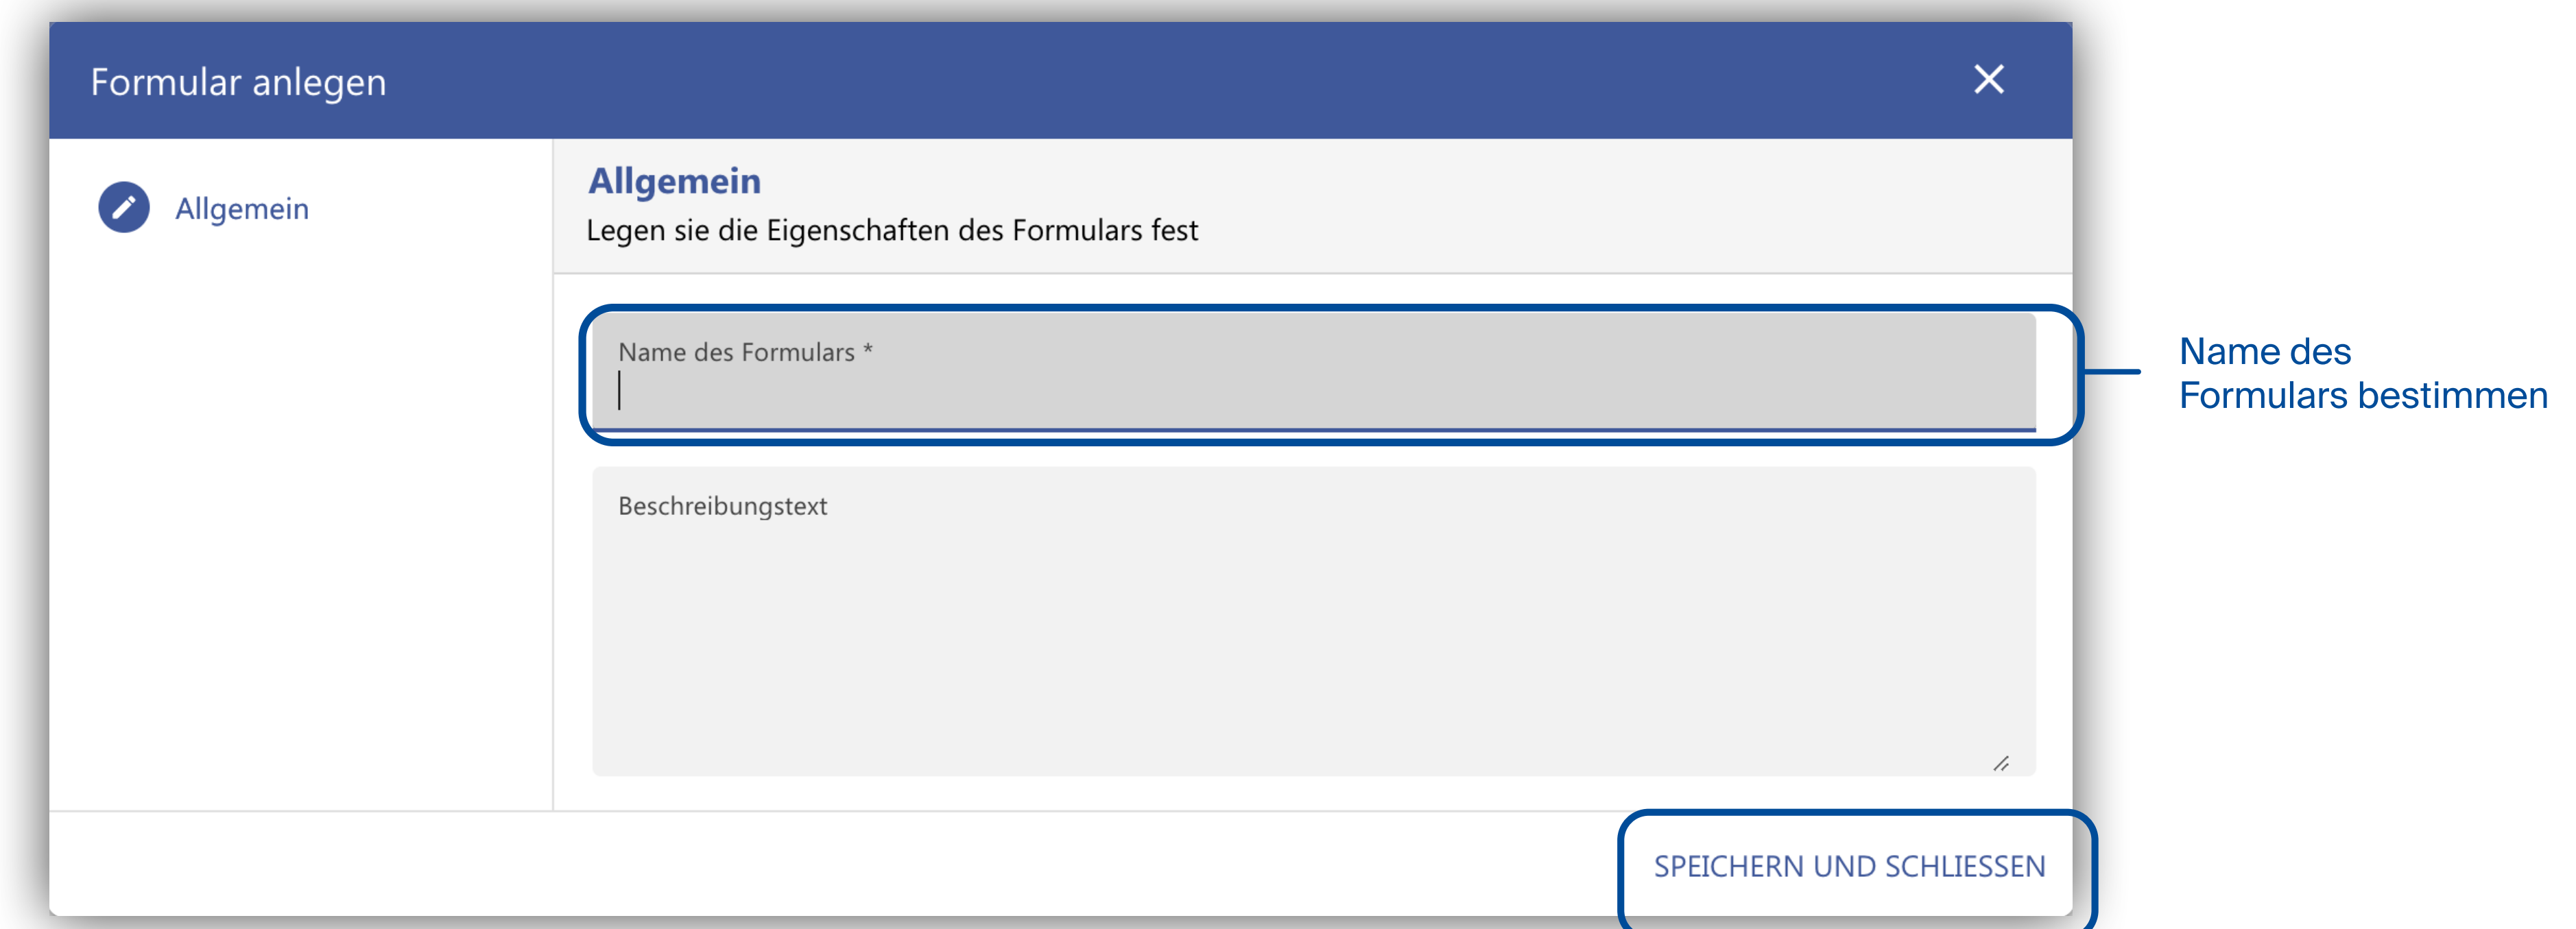 Formular anlegen
Allgemein
Allgemein
Legen sie die Eigenschaften des Formulars fest
Name des Formulars *
Name des
Formulars bestimmen
Beschreibungstext
SPEICHERN UND SCHLIESSEN